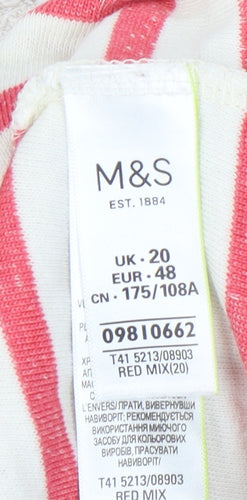 M&S
EST. 1884
UK · 20
EUR · 48
CN · 175/108A
09810662
T41 5213/08903
RED MIX(20)
L'ENVERS/ ПРАТИ, ВИВЕРНУВШИ
НАВИВОРІТ; РЕКОМЕНДУЄТЬСЯ
ВИКОРИСТАННЯ МИЮЧОГО
ЗАСОБУ ДЛЯ КОЛЬОРОВИХ
ВИРОБІВ, ПРАСУВАТИ
НАВИВОРІТ/
T41 5213/08903
RED MIX